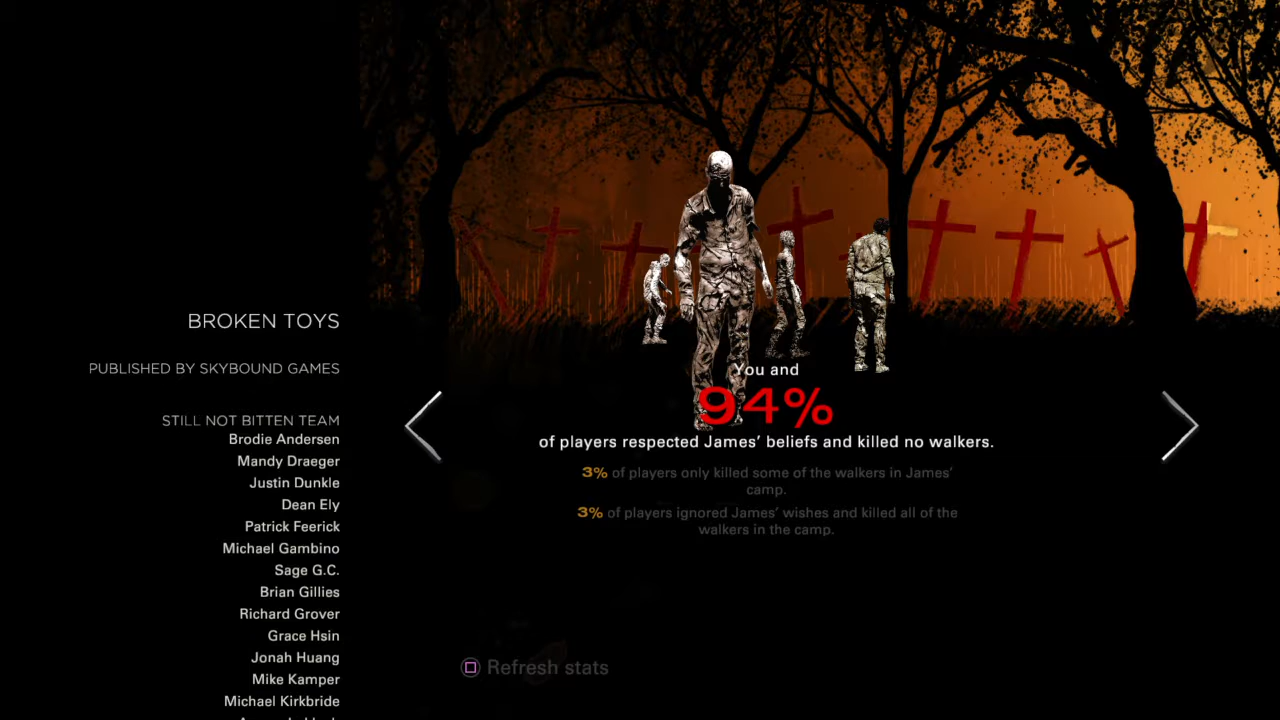 BROKEN TOYS
PUBLISHED BY SKYBOUND GAMES
STILL NOT BITTEN TEAM
Brodie Andersen
Mandy Draeger
Justin Dunkle
Dean Ely
Patrick Feerick
Michael Gambino
Sage G.C.
Brian Gillies
Richard Grover
Grace Hsin
Jonah Huang
Mike Kamper
Michael Kirkbride
You and
94%
of players respected James' beliefs and killed no walkers.
3% of players only killed some of the walkers in James'
camp.
3% of players ignored James' wishes and killed all of the
walkers in the camp.
Refresh stats